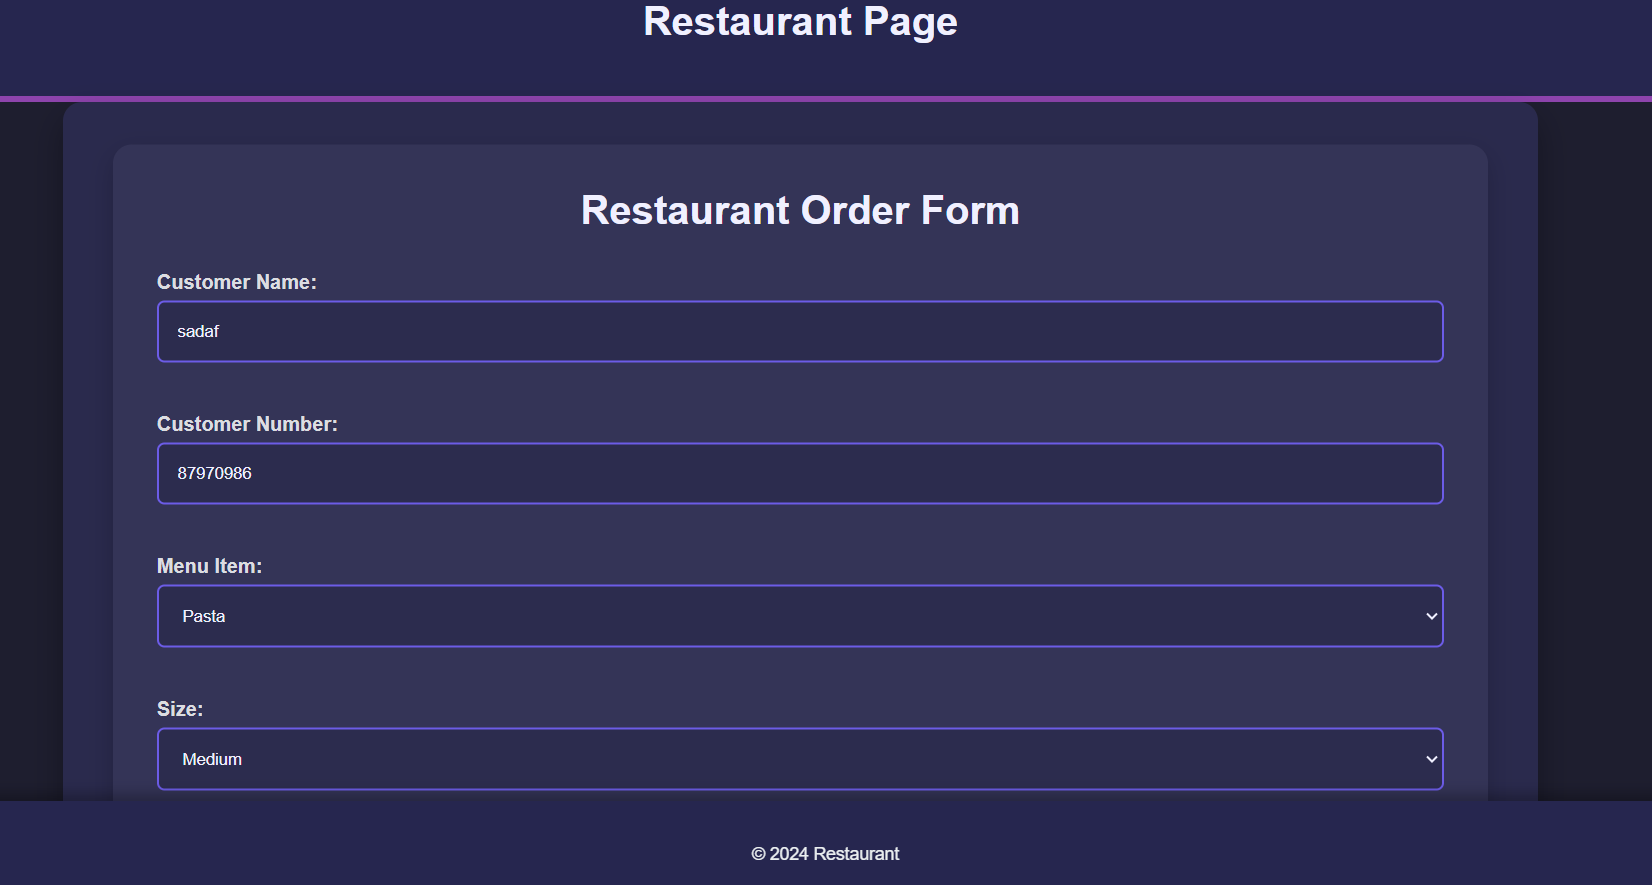 Restaurant Page
Restaurant Order Form
Customer Name:
sadaf
Customer Number:
87970986
Menu Item:
Pasta
Size:
Medium
© 2024 Restaurant